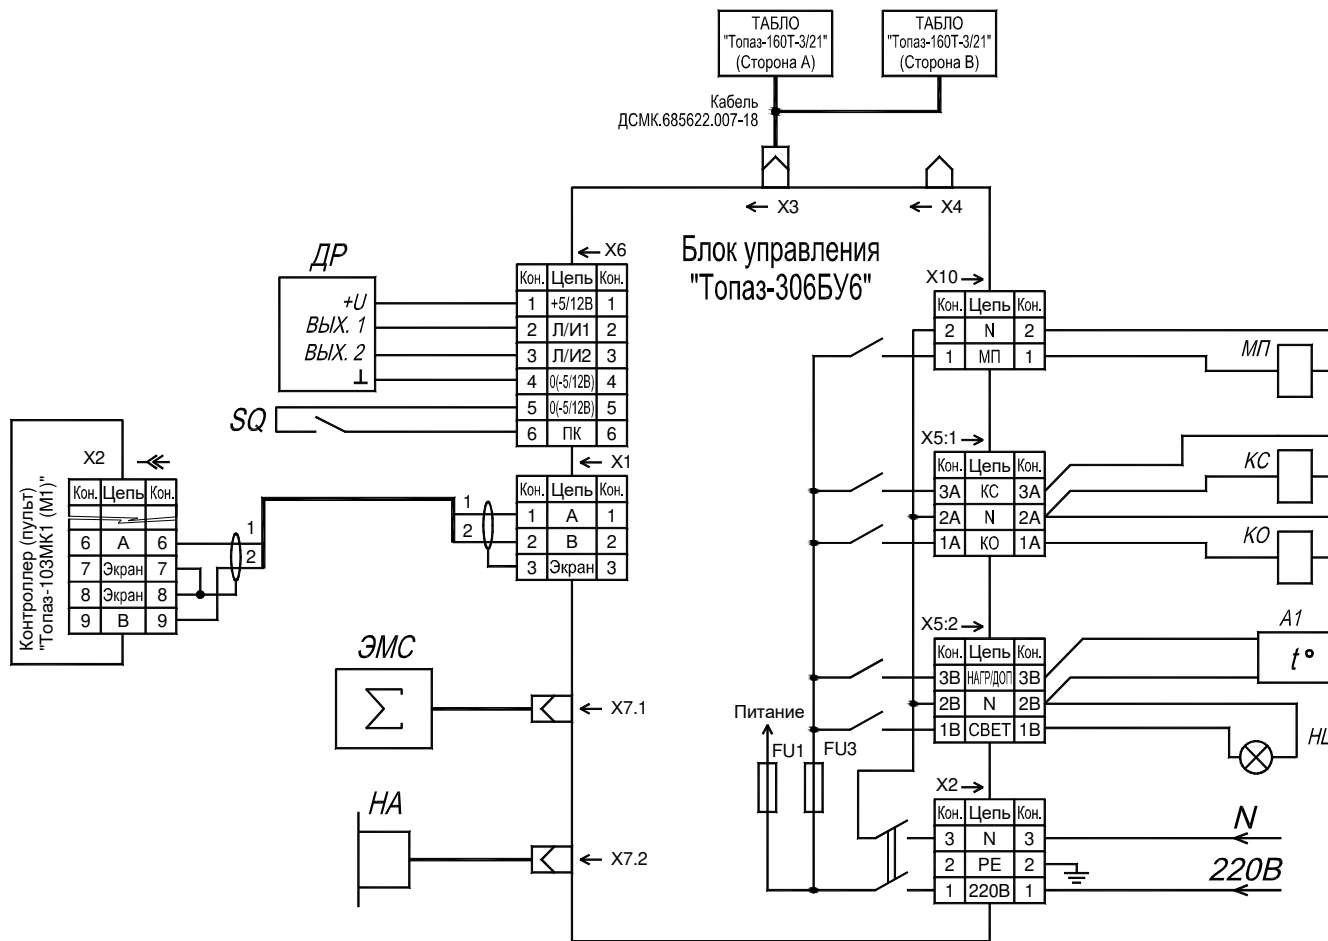 ТАБЛО
"Топаз-160Т-3/21"
(Сторона А)
ТАБЛО
"Топаз-160Т-3/21"
(Сторона В)
Кабель
ДСМК.685622.007-18
X3
X4
Блок управления
"Топаз-306БУ6"
ДР
+U
ВЫХ. 1
ВЫХ. 2
⊥
SQ
X6
Кон. Цепь Кон.
1 +5/12В 1
2 Л/И1 2
3 Л/И2 3
4 0(-5/12В) 4
5 0(-5/12В) 5
6 ПК 6
X1
Кон. Цепь Кон.
1 А 1
2 В 2
3 Экран 3
1
2
Контроллер (пульт)
"Топаз-103МК1 (М1)"
X2
Кон. Цепь Кон.
6 А 6
7 Экран 7
8 Экран 8
9 В 9
1
2
ЭМС
Σ
X7.1
НА
X7.2
X10
Кон. Цепь Кон.
2 N 2
1 МП 1
МП
X5:1
Кон. Цепь Кон.
3А КС 3А
2А N 2А
1А КО 1А
КС
КО
X5:2
Кон. Цепь Кон.
3В НАГР/ДОП 3В
2В N 2В
1В СВЕТ 1В
А1
t°
HL
Питание
FU1
FU3
X2
Кон. Цепь Кон.
3 N 3
2 PE 2
1 220В 1
N
220В